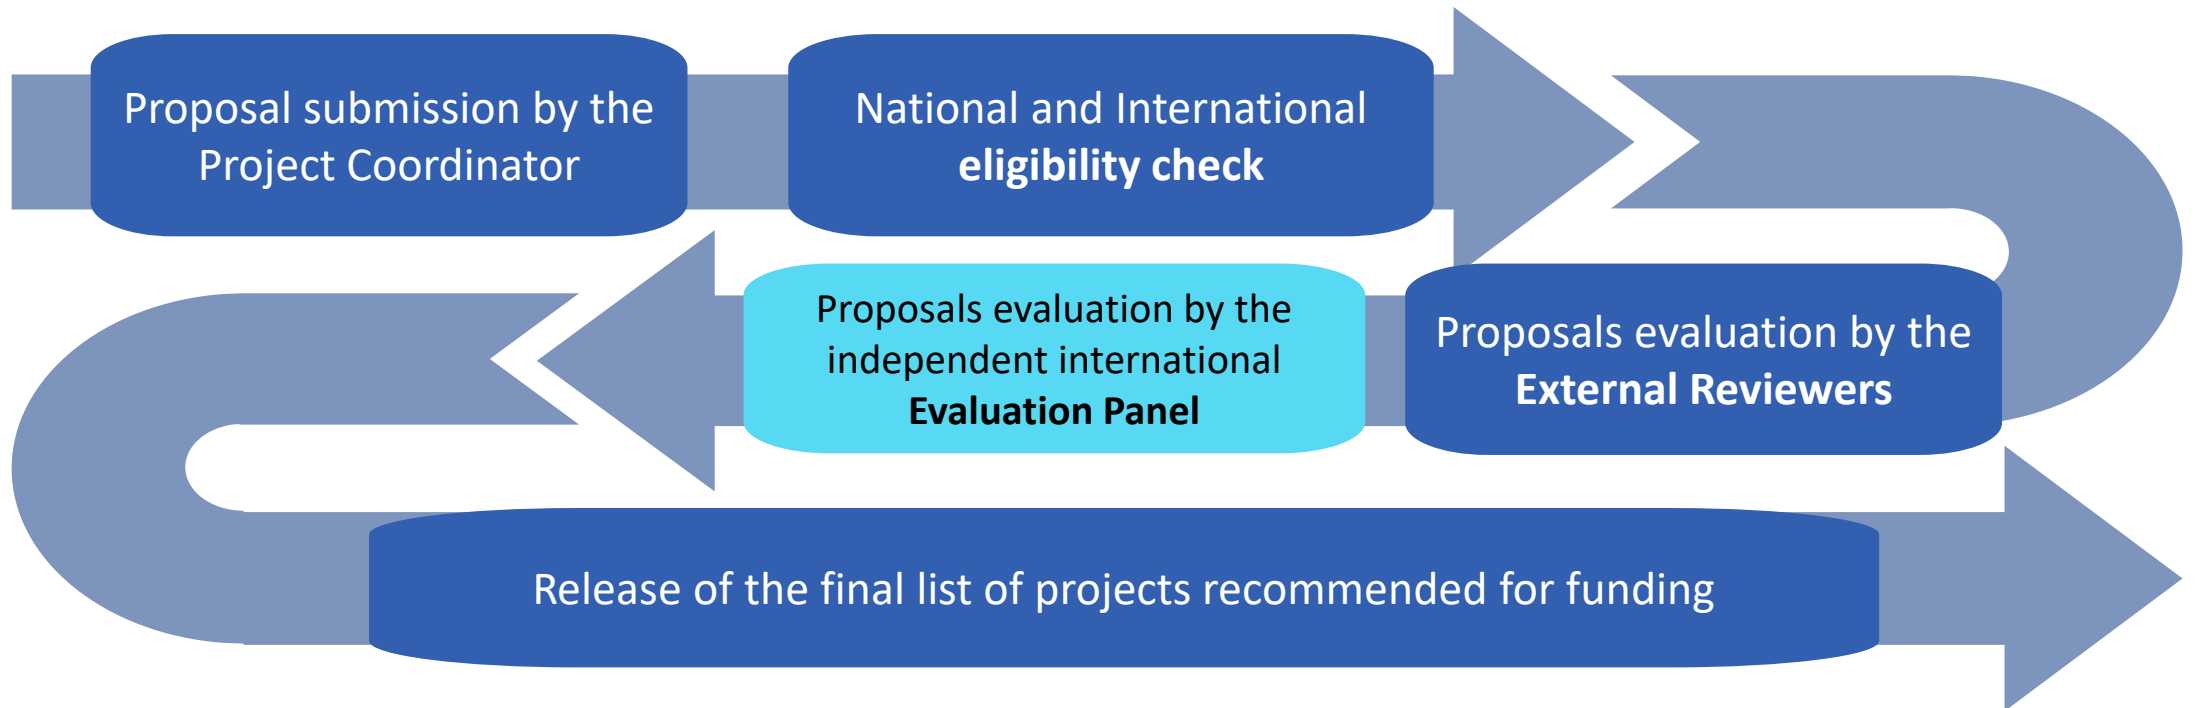 Proposal submission by the
Project Coordinator
National and International
eligibility check
Proposals evaluation by the
External Reviewers
Proposals evaluation by the
independent international
Evaluation Panel
Release of the final list of projects recommended for funding